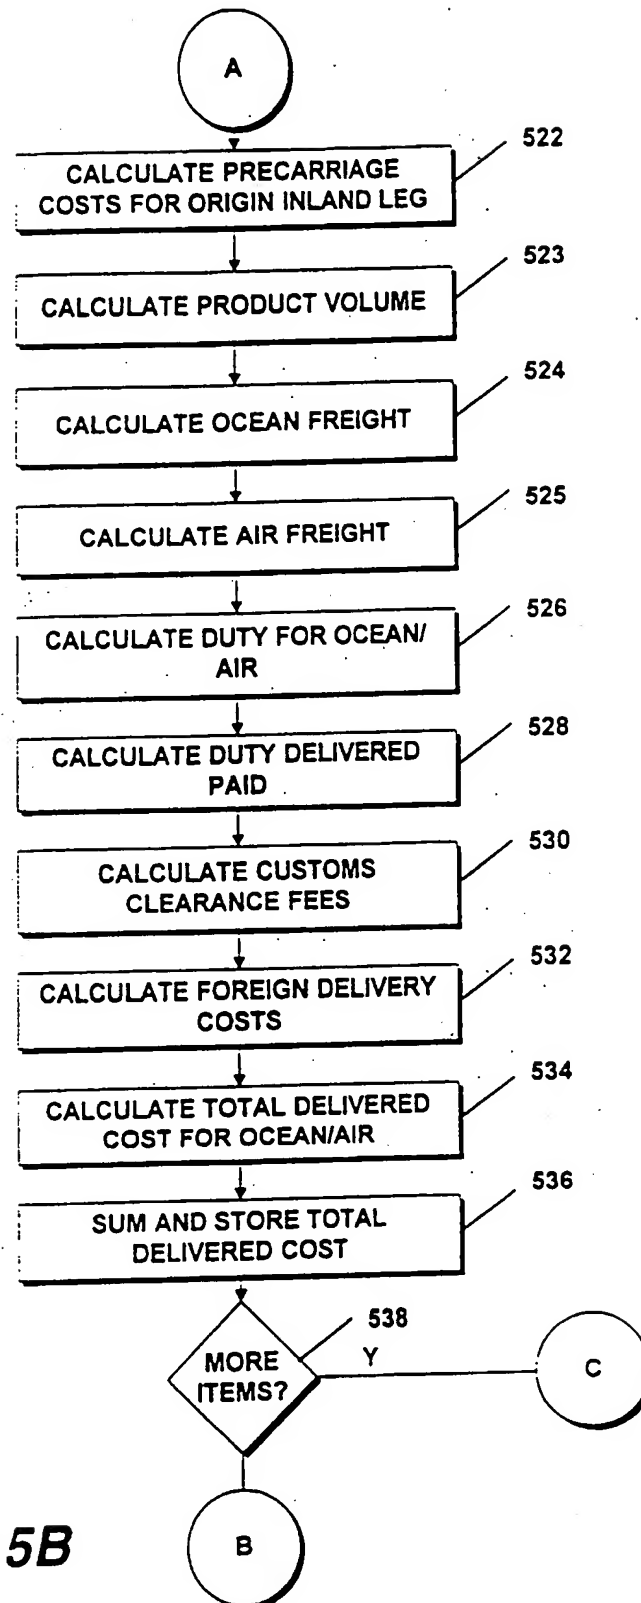 A
522
CALCULATE PRECARRIAGE
COSTS FOR ORIGIN INLAND LEG
523
CALCULATE PRODUCT VOLUME
524
CALCULATE OCEAN FREIGHT
525
CALCULATE AIR FREIGHT
526
CALCULATE DUTY FOR OCEAN/
AIR
528
CALCULATE DUTY DELIVERED
PAID
530
CALCULATE CUSTOMS
CLEARANCE FEES
532
CALCULATE FOREIGN DELIVERY
COSTS
534
CALCULATE TOTAL DELIVERED
COST FOR OCEAN/AIR
536
SUM AND STORE TOTAL
DELIVERED COST
538
MORE
ITEMS?
Y
C
B
5B